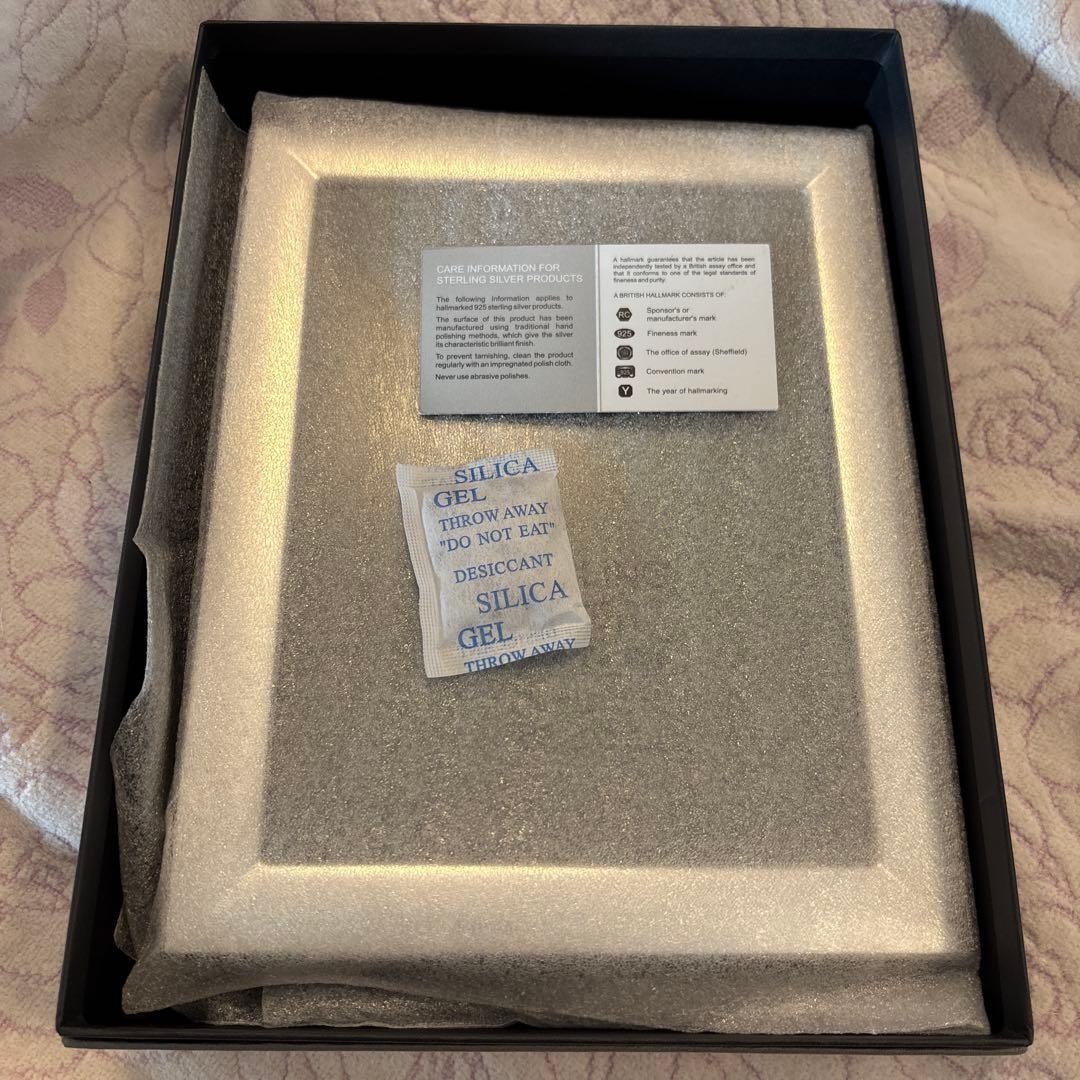 CARE INFORMATION FOR
STERLING SILVER PRODUCTS
The following information applies to
hallmarked 925 sterling silver products.
The surface of this product has been
manufactured using traditional hand
polishing methods, which give the silver
its characteristic brilliant finish.
To prevent tarnishing, clean the product
regularly with an impregnated polish cloth.
Never use abrasive polishes.
A hallmark guarantees that the article has been
independently tested by a British assay office and
that it conforms to one of the legal standards of
fineness and purity.
A BRITISH HALLMARK CONSISTS OF:
RC Sponsor's or
manufacturer's mark
925 Fineness mark
The office of assay (Sheffield)
925 Convention mark
Y The year of hallmarking
SILICA
GEL
THROW AWAY
"DO NOT EAT"
DESICCANT
SILICA
GEL
THROW AWAY